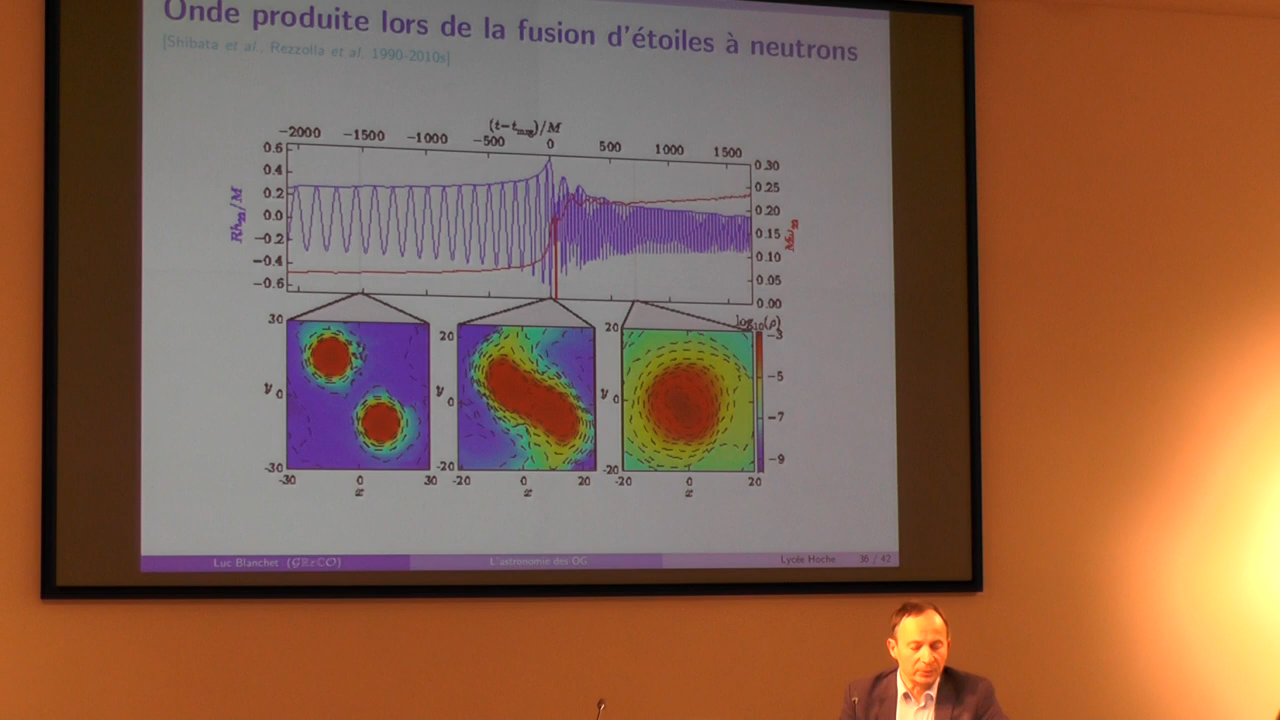 Onde produite lors de la fusion d'étoiles à neutrons
[Shibata et al., Rezzolla et al. 1990-2010s]
(t−t_mrg)/M
−2000 −1500 −1000 −500 0 500 1000 1500
0.6 0.4 0.2 0.0 −0.2 −0.4 −0.6
Rh₂₂/M
0.30 0.25 0.20 0.15 0.10 0.05 0.00
Mω₂₂
log₁₀(ρ)
−3 −5 −7 −9
30 0 -30
y
-30 0 30
x
20 0 -20
y
-20 0 20
x
20 0 -20
y
-20 0 20
x
Luc Blanchet (GRεCO) L'astronomie des OG Lycée Hoche 36 / 42